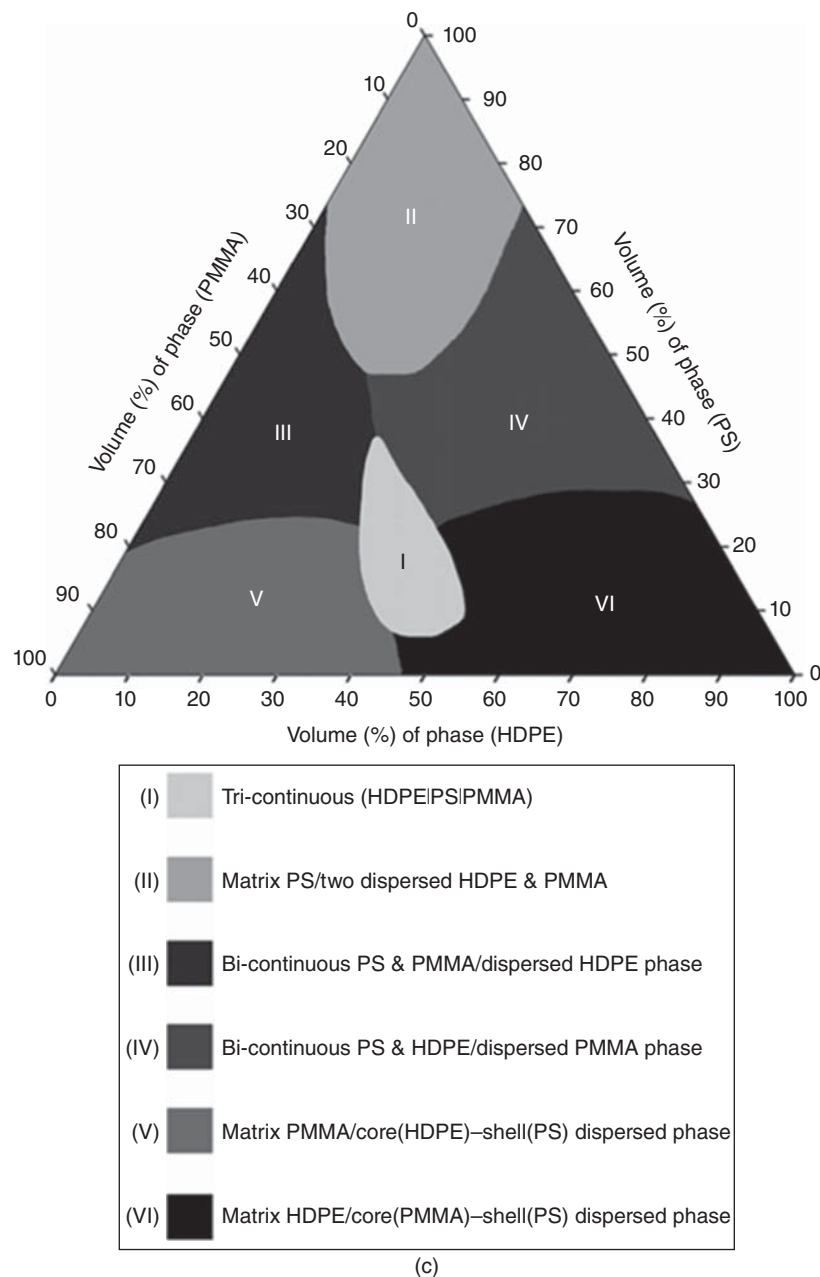 0
100
10
90
20
80
30
II
70
Volume (%) of phase (PMMA)
Volume (%) of phase (PS)
40
60
50
50
60
III
IV
40
70
30
80
20
I
90
V
VI
10
100
0
0 10 20 30 40 50 60 70 80 90 100
Volume (%) of phase (HDPE)
(I) Tri-continuous (HDPE|PS|PMMA)
(II) Matrix PS/two dispersed HDPE & PMMA
(III) Bi-continuous PS & PMMA/dispersed HDPE phase
(IV) Bi-continuous PS & HDPE/dispersed PMMA phase
(V) Matrix PMMA/core(HDPE)–shell(PS) dispersed phase
(VI) Matrix HDPE/core(PMMA)–shell(PS) dispersed phase
(c)